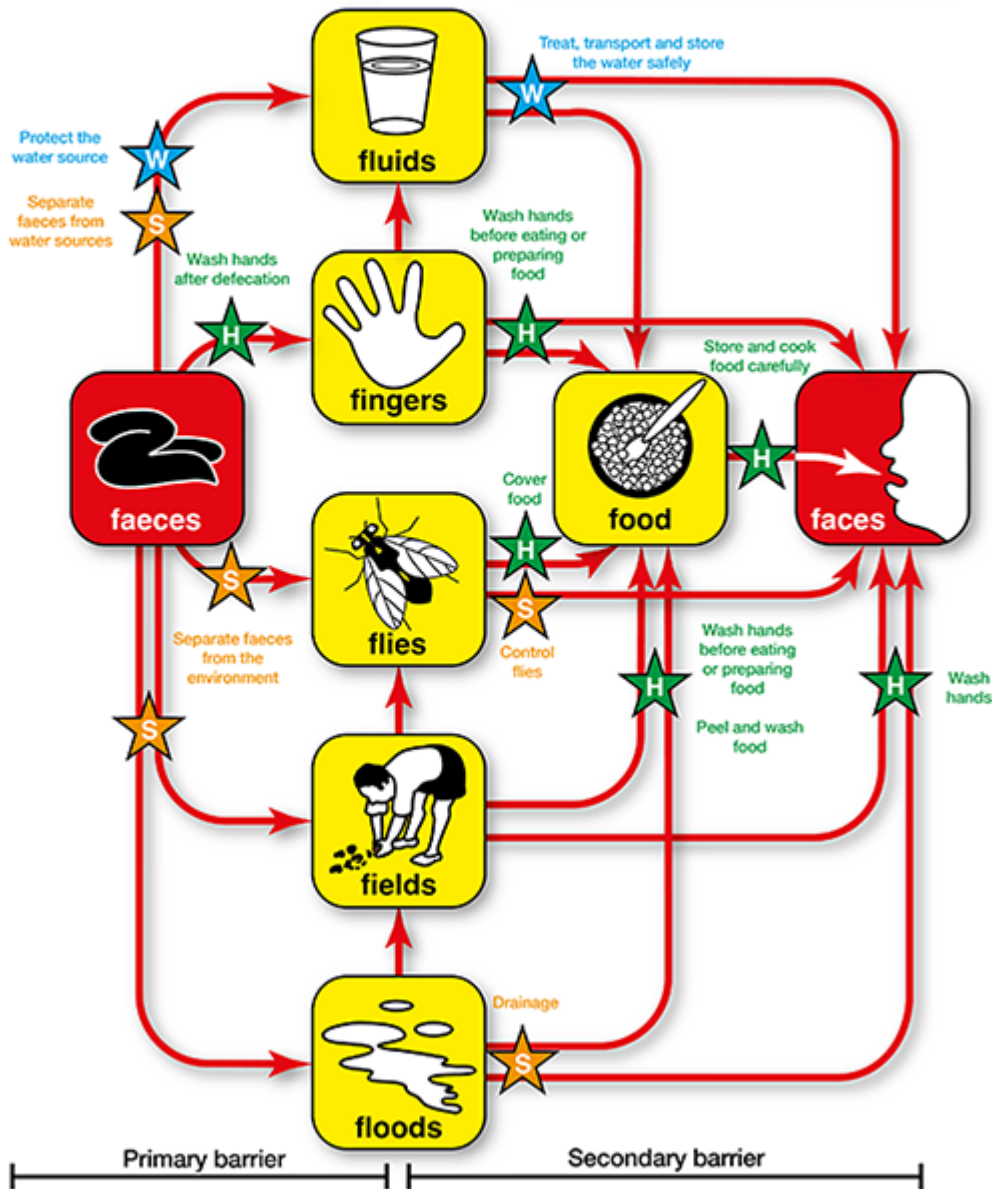 Treat, transport and store
the water safely
W
fluids
Protect the
water source
W
Separate
faeces from
water sources
S
Wash hands
after defecation
H
Wash hands
before eating or
preparing
food
H
fingers
Store and cook
food carefully
H
faeces
food
faces
Cover
food
H
S
flies
S
Control
flies
Separate faeces
from the
environment
S
Wash hands
before eating
or preparing
food
H
Peel and wash
food
H
Wash
hands
fields
Drainage
S
floods
Primary barrier
Secondary barrier